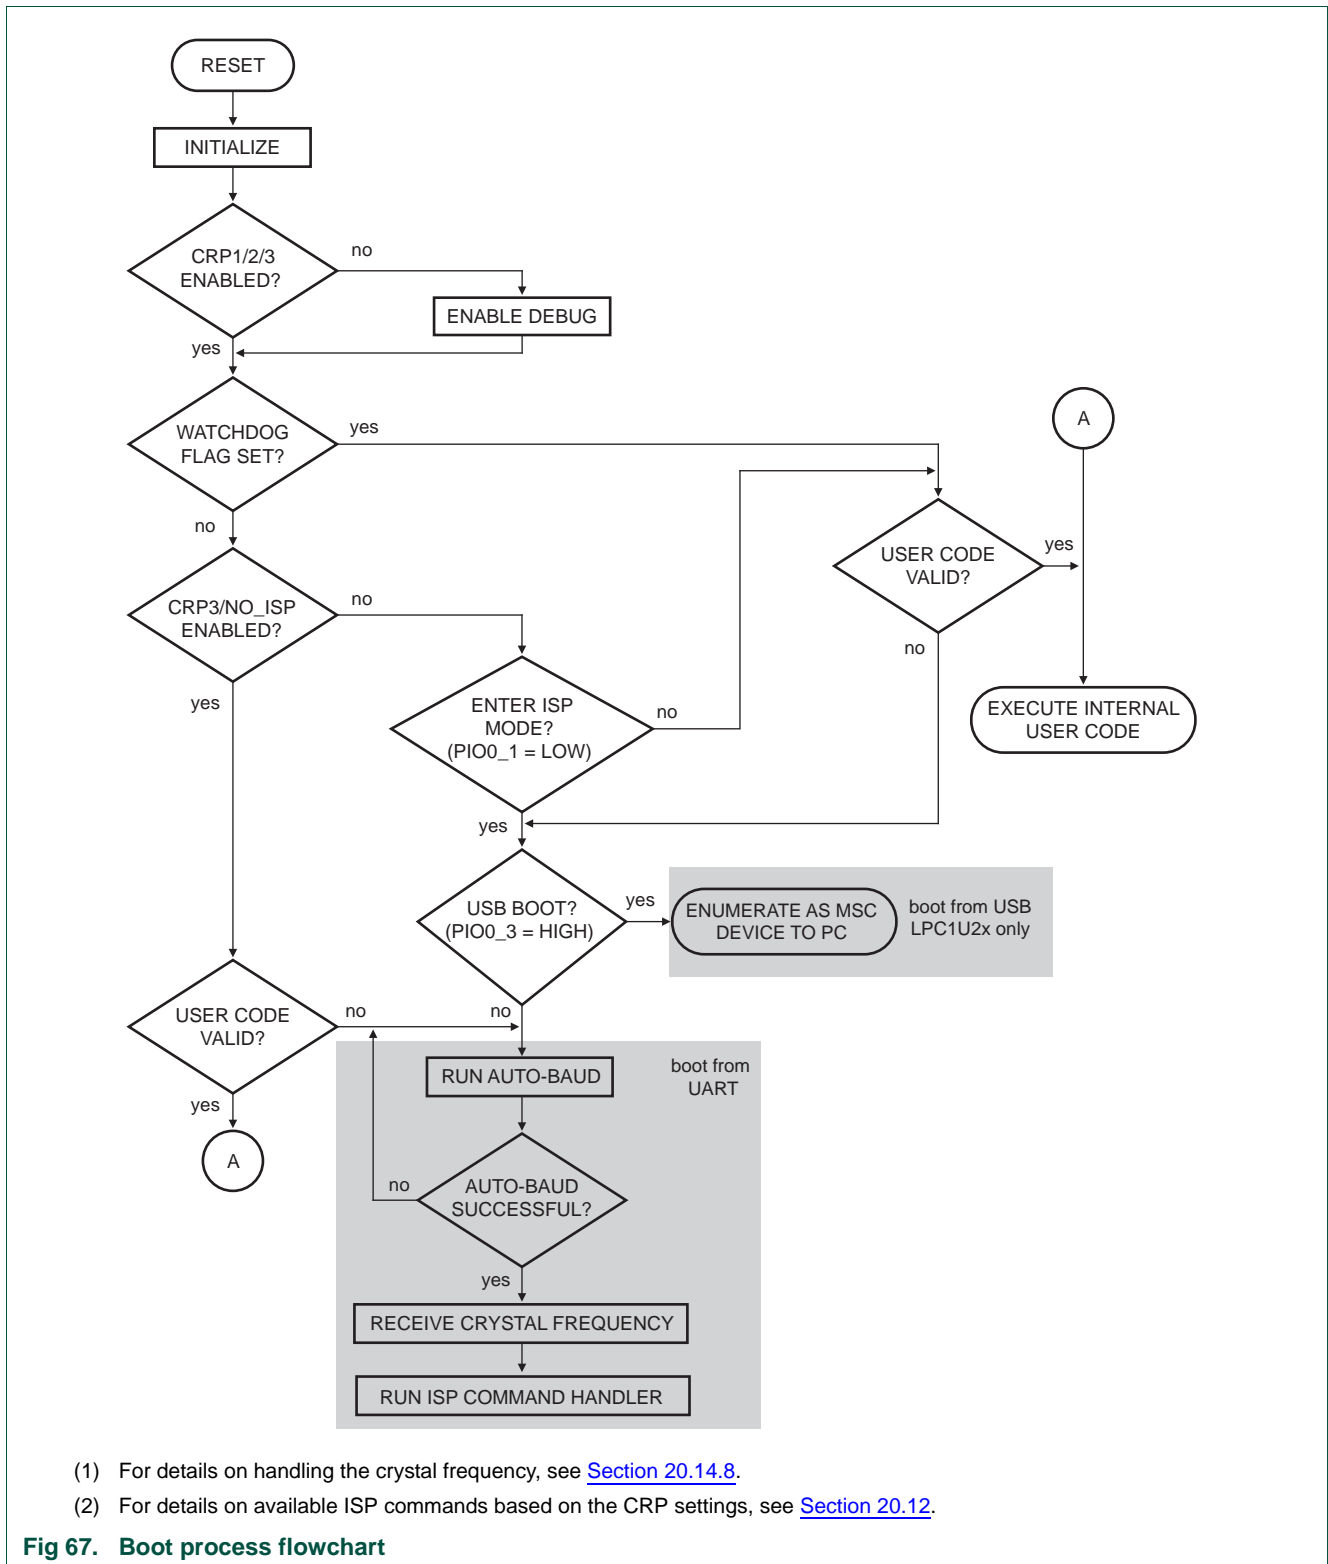 RESET
INITIALIZE
CRP1/2/3
ENABLED?
no
ENABLE DEBUG
yes
WATCHDOG
FLAG SET?
yes
A
no
USER CODE
VALID?
yes
no
CRP3/NO_ISP
ENABLED?
no
yes
ENTER ISP
MODE?
(PIO0_1 = LOW)
no
EXECUTE INTERNAL
USER CODE
yes
USB BOOT?
(PIO0_3 = HIGH)
yes
ENUMERATE AS MSC
DEVICE TO PC
boot from USB
LPC1U2x only
no
USER CODE
VALID?
no
yes
A
RUN AUTO-BAUD
boot from
UART
AUTO-BAUD
SUCCESSFUL?
no
yes
RECEIVE CRYSTAL FREQUENCY
RUN ISP COMMAND HANDLER
(1) For details on handling the crystal frequency, see Section 20.14.8.
(2) For details on available ISP commands based on the CRP settings, see Section 20.12.
Fig 67. Boot process flowchart